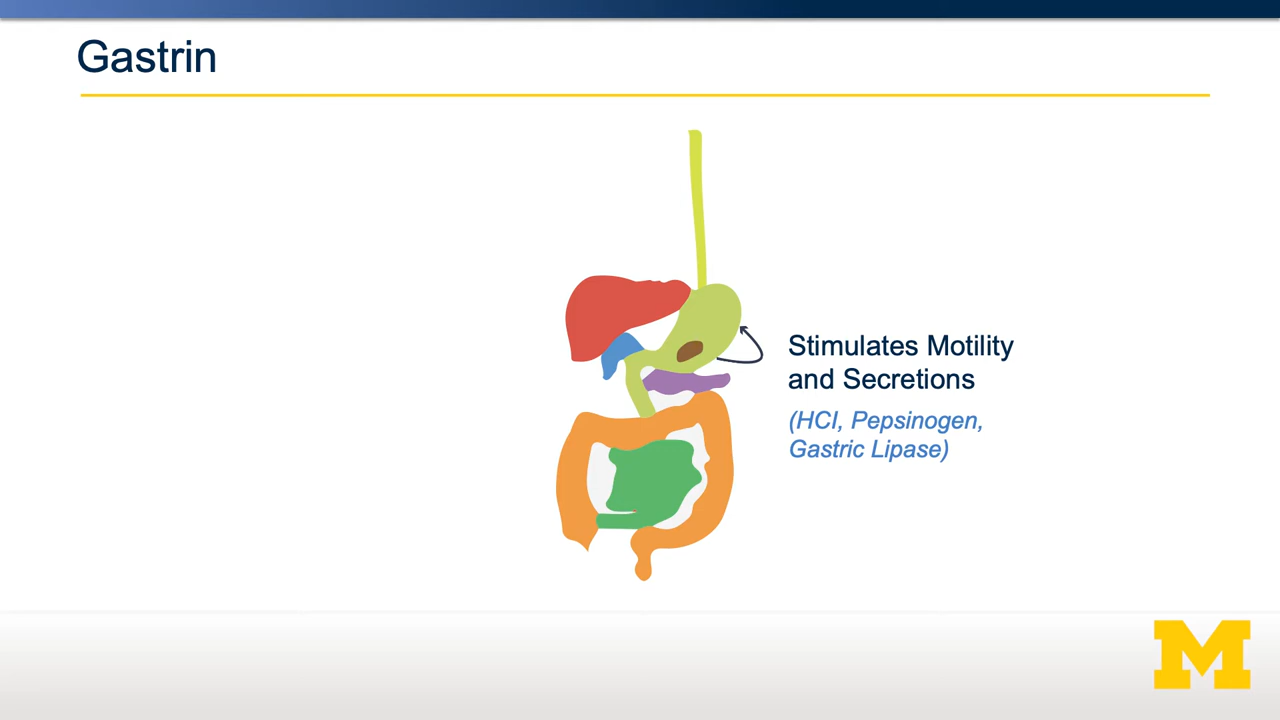 Gastrin
Stimulates Motility
and Secretions
(HCl, Pepsinogen,
Gastric Lipase)
M